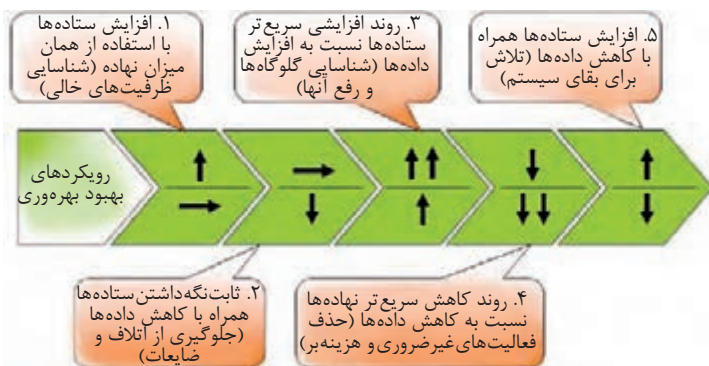 رویکردهای
بهبود بهره‌وری
۱. افزایش ستاده‌ها
با استفاده از همان
میزان نهاده (شناسایی
ظرفیت‌های خالی)
۲. ثابت‌نگه‌داشتن ستاده‌ها
همراه با کاهش داده‌ها
(جلوگیری از اتلاف و
ضایعات)
۳. روند افزایشی سریع‌تر
ستاده‌ها نسبت به افزایش
داده‌ها (شناسایی گلوگاه‌ها
و رفع آنها)
۴. روند کاهش سریع‌تر نهاده‌ها
نسبت به کاهش داده‌ها (حذف
فعالیت‌های غیرضروری و هزینه‌بر)
۵. افزایش ستاده‌ها همراه
با کاهش داده‌ها (تلاش
برای بقای سیستم)